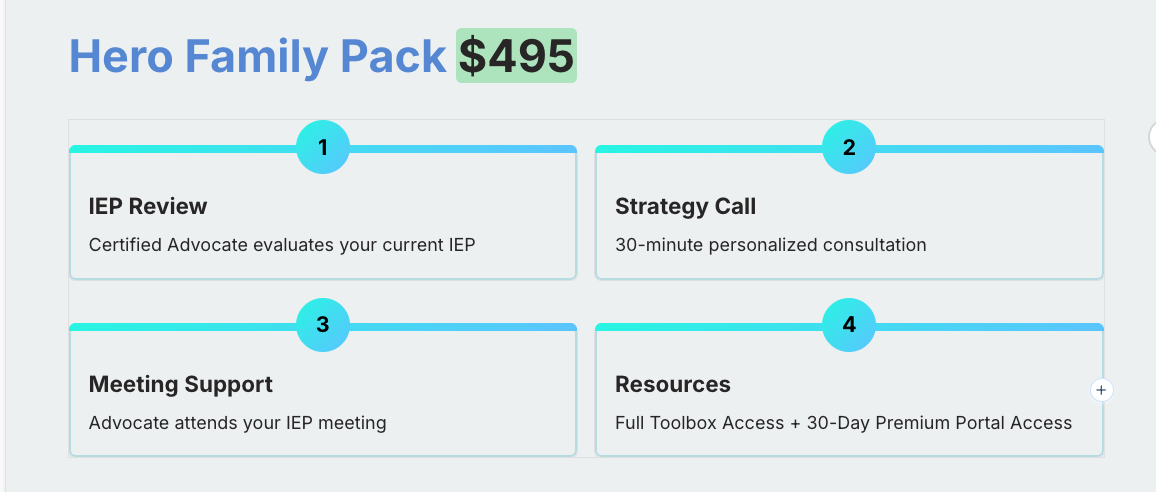 Hero Family Pack $495
1
IEP Review
Certified Advocate evaluates your current IEP
2
Strategy Call
30-minute personalized consultation
3
Meeting Support
Advocate attends your IEP meeting
4
Resources
Full Toolbox Access + 30-Day Premium Portal Access